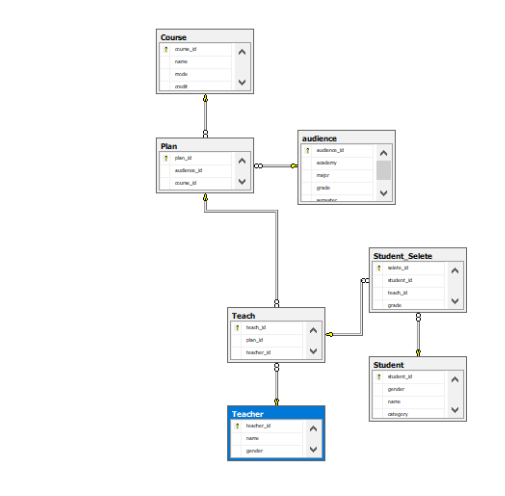 Course
course_id
name
mode
credit
Plan
plan_id
audience_id
course_id
audience
audience_id
academy
major
grade
semester
Student_Selete
selete_id
student_id
teach_id
grade
Teach
teach_id
plan_id
teacher_id
Student
student_id
gender
name
category
Teacher
teacher_id
name
gender